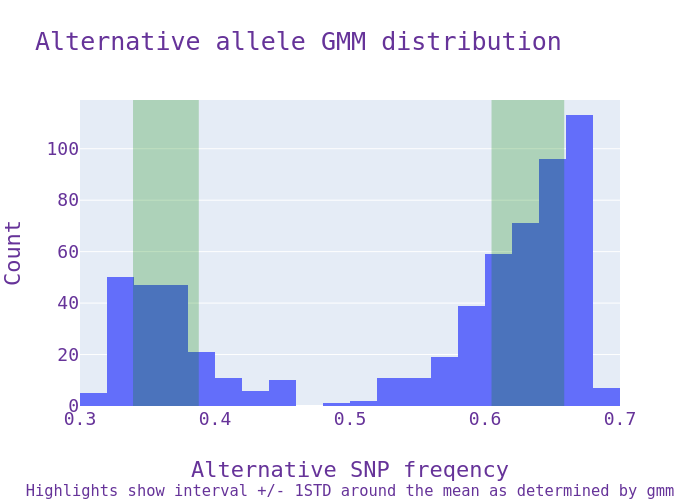 Alternative allele GMM distribution
100
80
60
40
20
0
Count
0.3 0.4 0.5 0.6 0.7
Alternative SNP freqency
Highlights show interval +/- 1STD around the mean as determined by gmm